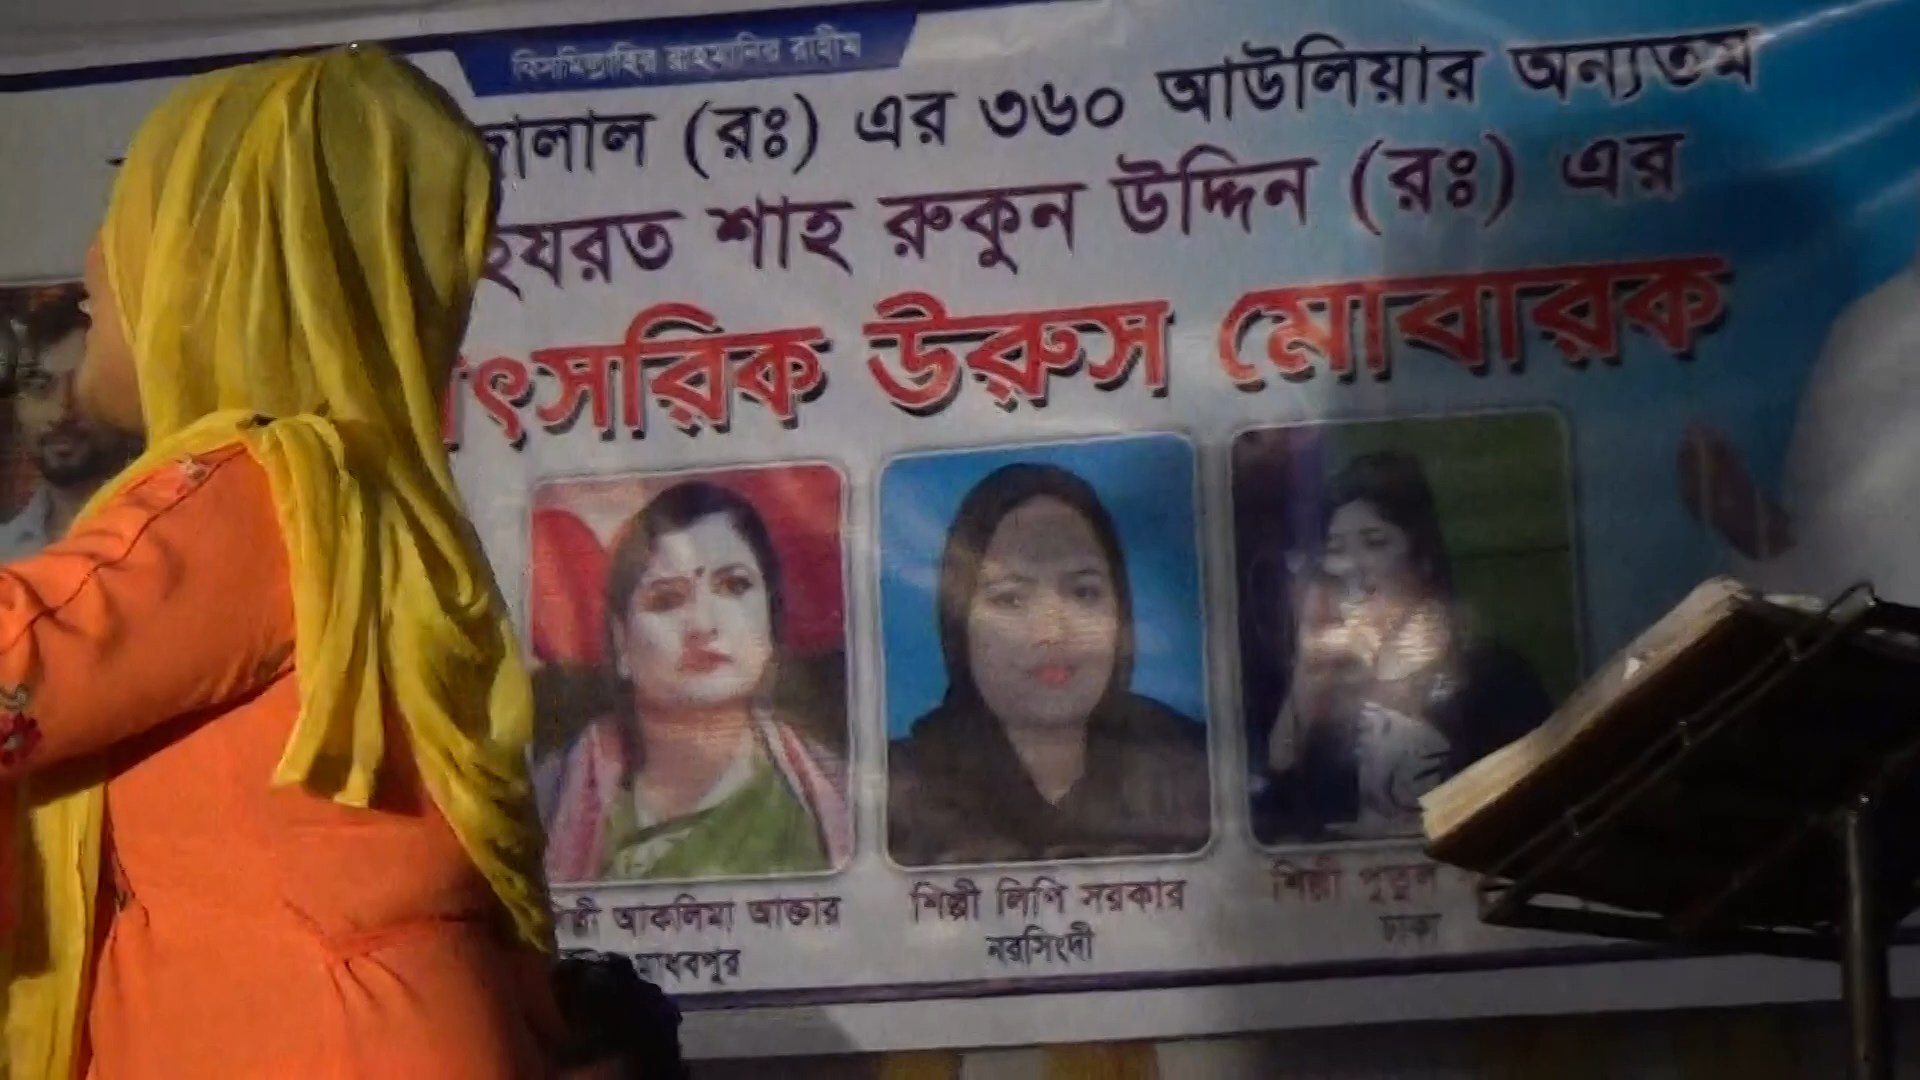 বিসমিল্লাহির রাহমানির রাহীম
জালাল (রঃ) এর ৩৬০ আউলিয়ার অন্যতম
হযরত শাহ রুকুন উদ্দিন (রঃ) এর
ৎসরিক উরুস মোবারক
শিল্পী আকলিমা আক্তার
মাধবপুর
শিল্পী লিপি সরকার
নরসিংদী
শিল্পী পুতুল
ঢাকা